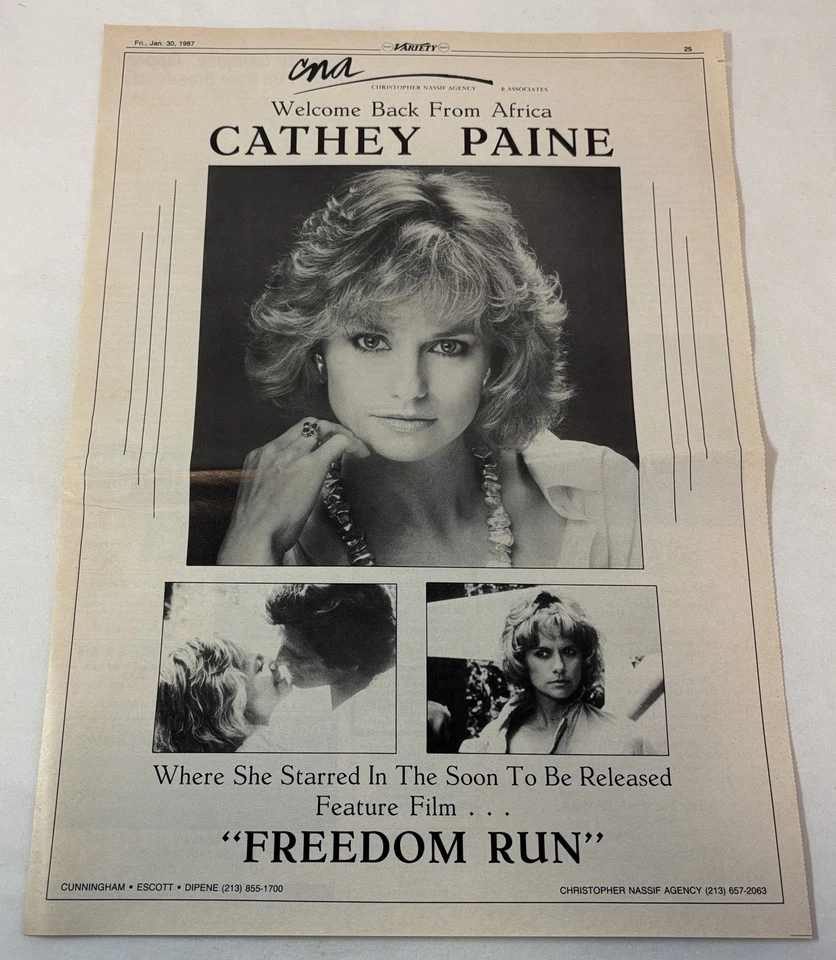 Fri., Jan. 30, 1987
VARIETY
25
cna
CHRISTOPHER NASSIF AGENCY & ASSOCIATES
Welcome Back From Africa
CATHEY PAINE
Where She Starred In The Soon To Be Released
Feature Film . . .
“FREEDOM RUN”
CUNNINGHAM • ESCOTT • DIPENE (213) 855-1700
CHRISTOPHER NASSIF AGENCY (213) 657-2063